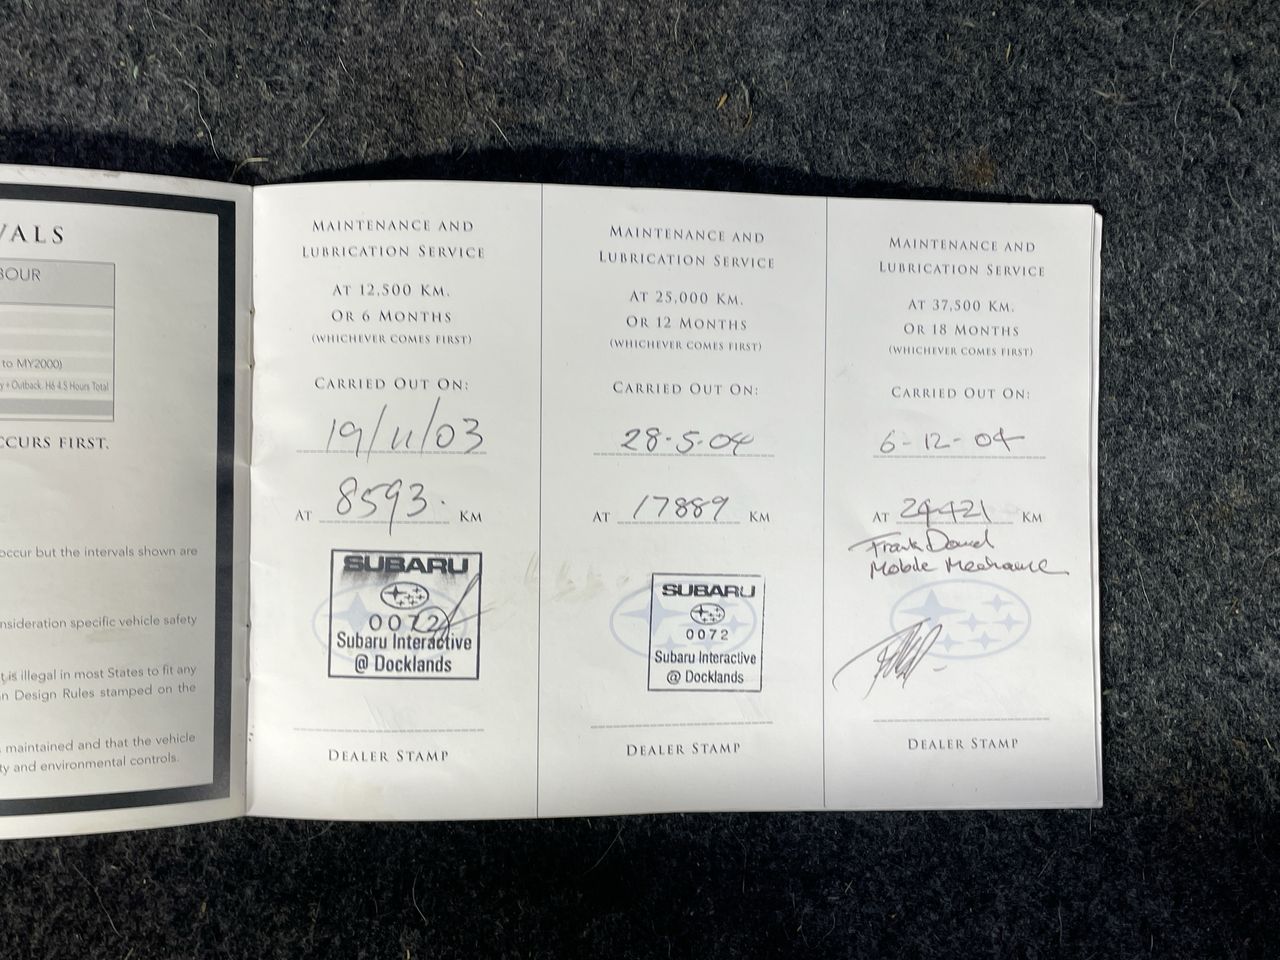 VALS
BOUR
to MY2000)
y + Outback. H6 4.5 Hours Total
CCURS FIRST.
occur but the intervals shown are
nsideration specific vehicle safety
t is illegal in most States to fit any
n Design Rules stamped on the
maintained and that the vehicle
ty and environmental controls.
MAINTENANCE AND
LUBRICATION SERVICE
AT 12,500 KM.
OR 6 MONTHS
(WHICHEVER COMES FIRST)
CARRIED OUT ON:
19/11/03
AT 8593. KM
SUBARU
0072
Subaru Interactive
@ Docklands
DEALER STAMP
MAINTENANCE AND
LUBRICATION SERVICE
AT 25,000 KM.
OR 12 MONTHS
(WHICHEVER COMES FIRST)
CARRIED OUT ON:
28-5-04
AT 17889 KM
SUBARU
0072
Subaru Interactive
@ Docklands
DEALER STAMP
MAINTENANCE AND
LUBRICATION SERVICE
AT 37,500 KM.
OR 18 MONTHS
(WHICHEVER COMES FIRST)
CARRIED OUT ON:
6-12-04
AT 29421 KM
Frank
Mobile Mechanic
DEALER STAMP